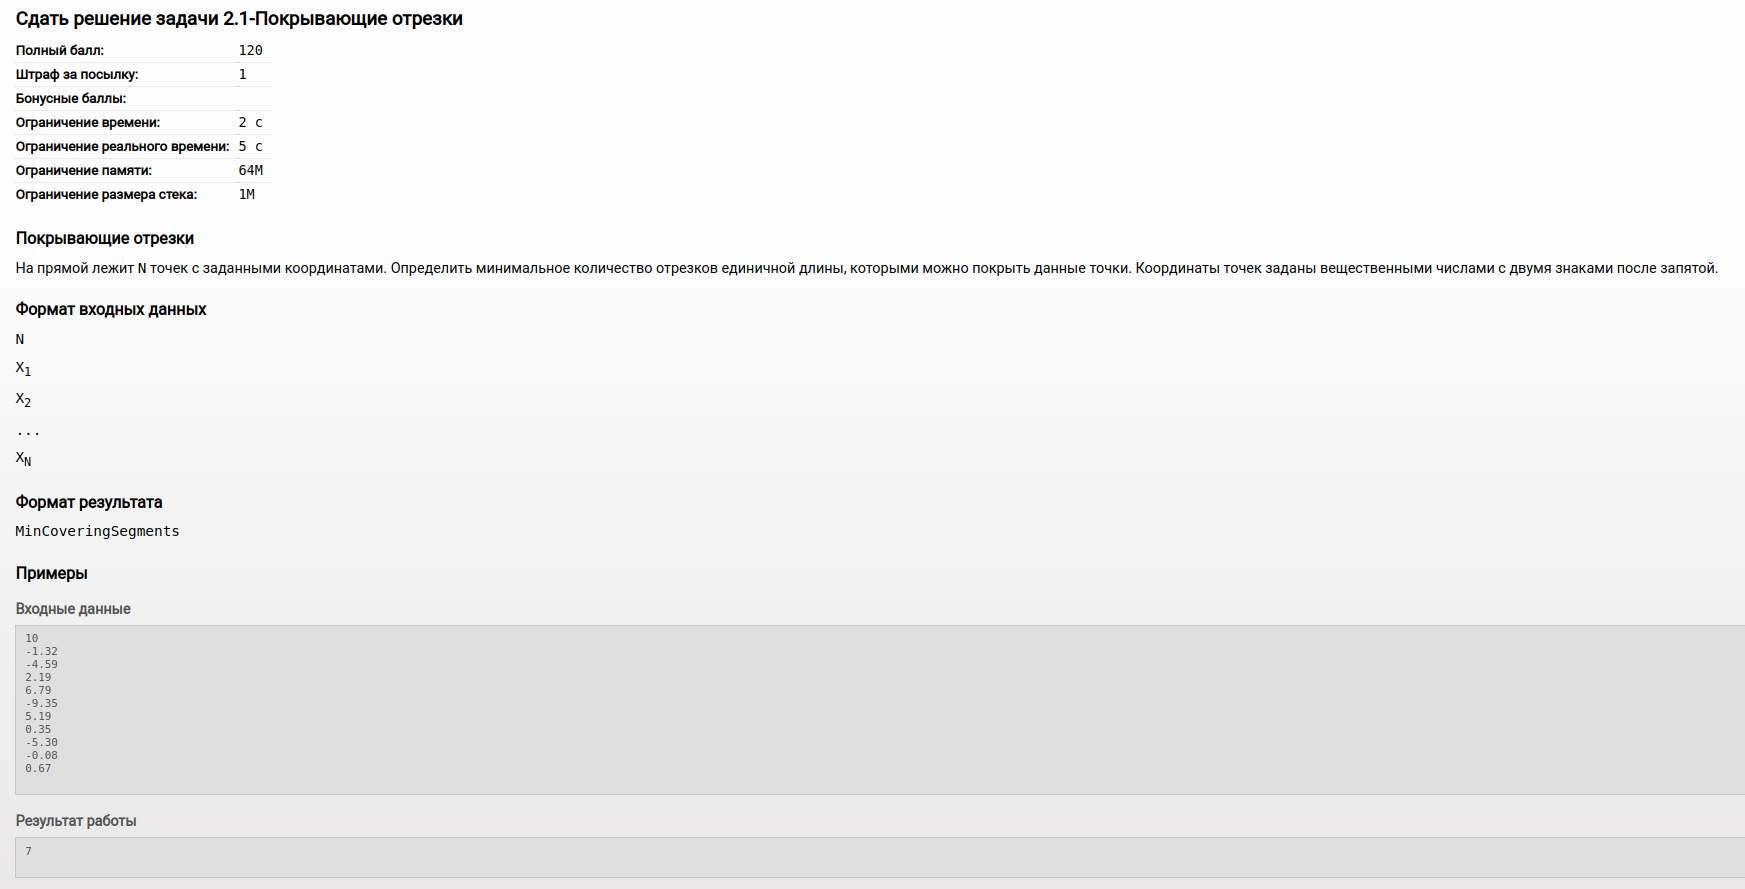 Сдать решение задачи 2.1-Покрывающие отрезки
Полный балл: 120
Штраф за посылку: 1
Бонусные баллы:
Ограничение времени: 2 с
Ограничение реального времени: 5 с
Ограничение памяти: 64M
Ограничение размера стека: 1M
Покрывающие отрезки
На прямой лежит N точек с заданными координатами. Определить минимальное количество отрезков единичной длины, которыми можно покрыть данные точки. Координаты точек заданы вещественными числами с двумя знаками после запятой.
Формат входных данных
N
X1
X2
...
XN
Формат результата
MinCoveringSegments
Примеры
Входные данные
10
-1.32
-4.59
2.19
6.79
-9.35
5.19
0.35
-5.30
-0.08
0.67
Результат работы
7